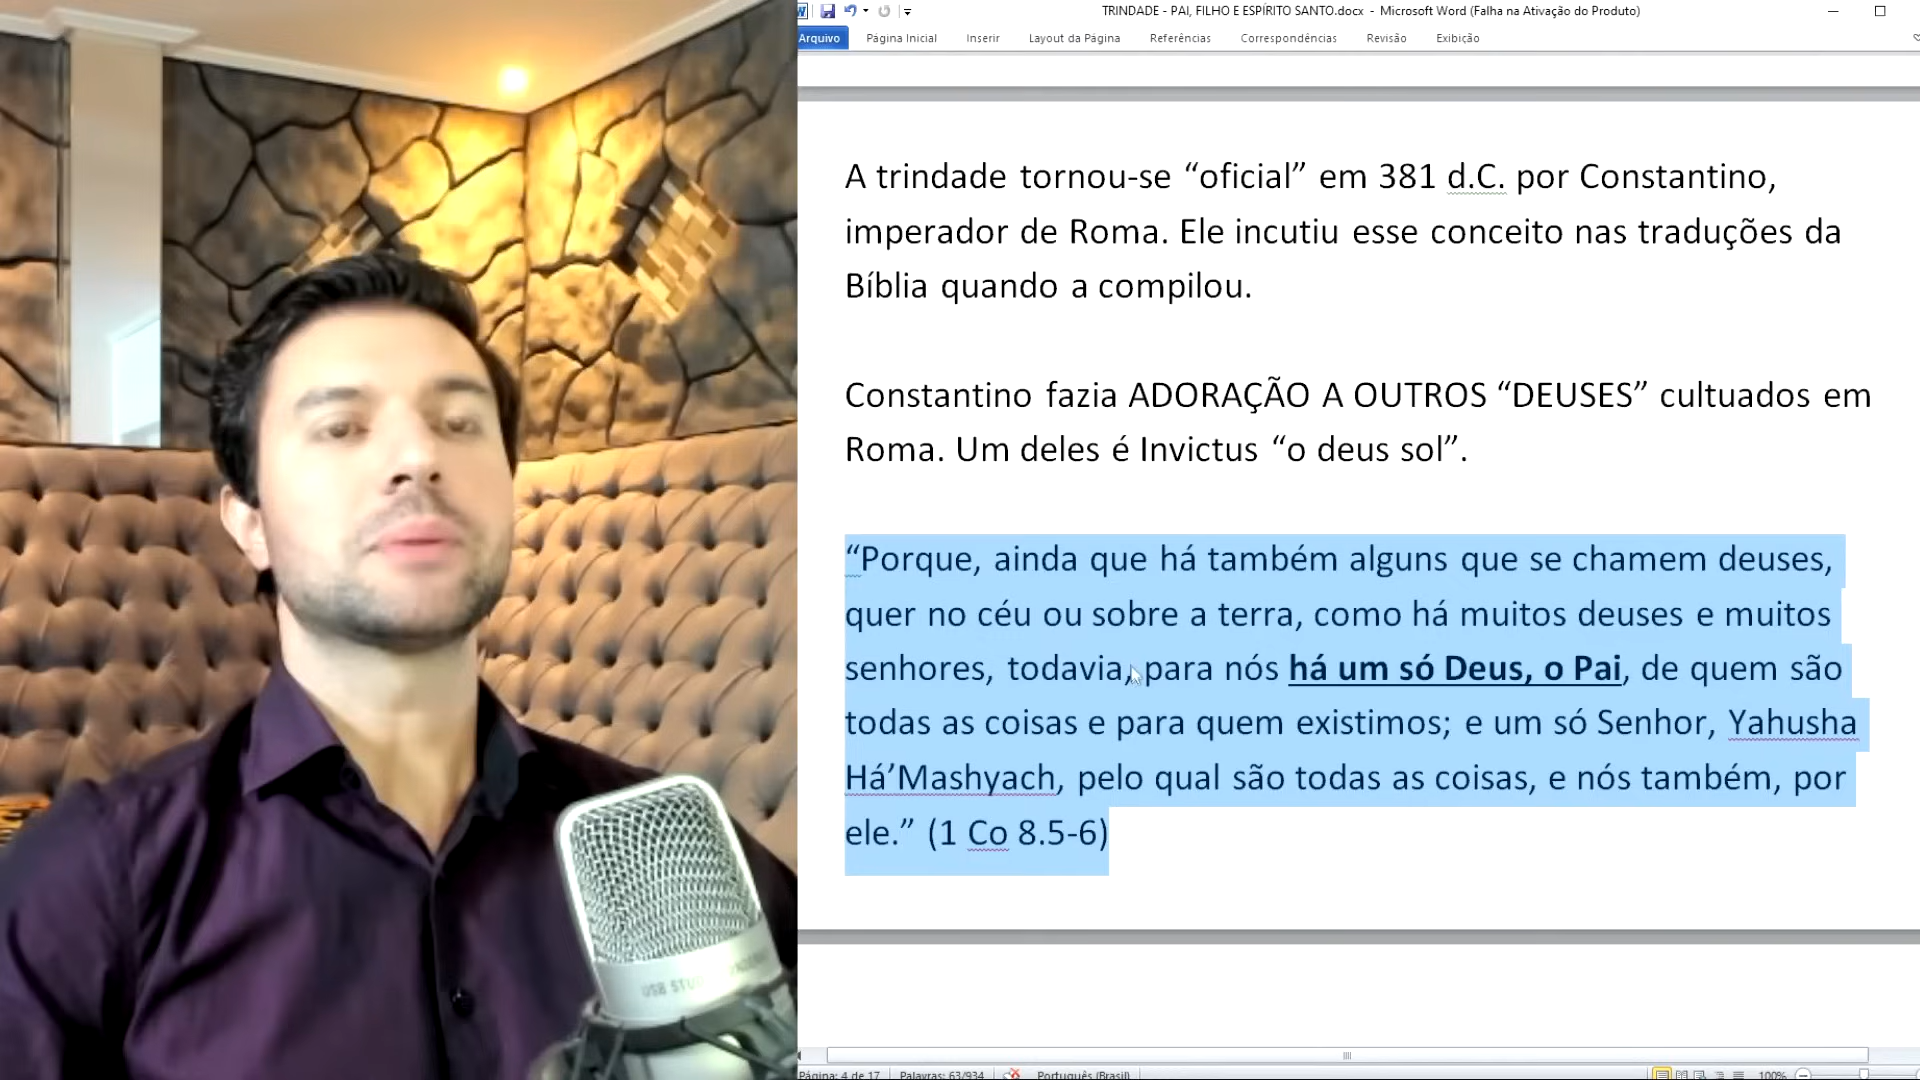 W
TRINDADE - PAI, FILHO E ESPÍRITO SANTO.docx - Microsoft Word (Falha na Ativação do Produto)
Arquivo Página Inicial Inserir Layout da Página Referências Correspondências Revisão Exibição
A trindade tornou-se “oficial” em 381 d.C. por Constantino,
imperador de Roma. Ele incutiu esse conceito nas traduções da
Bíblia quando a compilou.
Constantino fazia ADORAÇÃO A OUTROS “DEUSES” cultuados em
Roma. Um deles é Invictus “o deus sol”.
“Porque, ainda que há também alguns que se chamem deuses,
quer no céu ou sobre a terra, como há muitos deuses e muitos
senhores, todavia, para nós há um só Deus, o Pai, de quem são
todas as coisas e para quem existimos; e um só Senhor, Yahusha
Há’Mashyach, pelo qual são todas as coisas, e nós também, por
ele.” (1 Co 8.5-6)
Página: 4 de 17 Palavras: 63/934 Português (Brasil) 100%